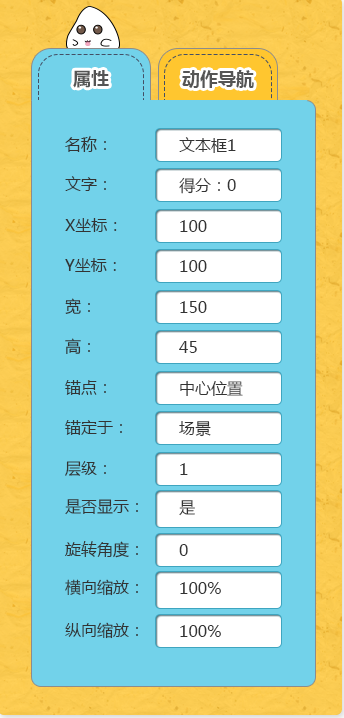 属性 动作导航
名称： 文本框1
文字： 得分：0
X坐标： 100
Y坐标： 100
宽： 150
高： 45
锚点： 中心位置
锚定于： 场景
层级： 1
是否显示： 是
旋转角度： 0
横向缩放： 100%
纵向缩放： 100%